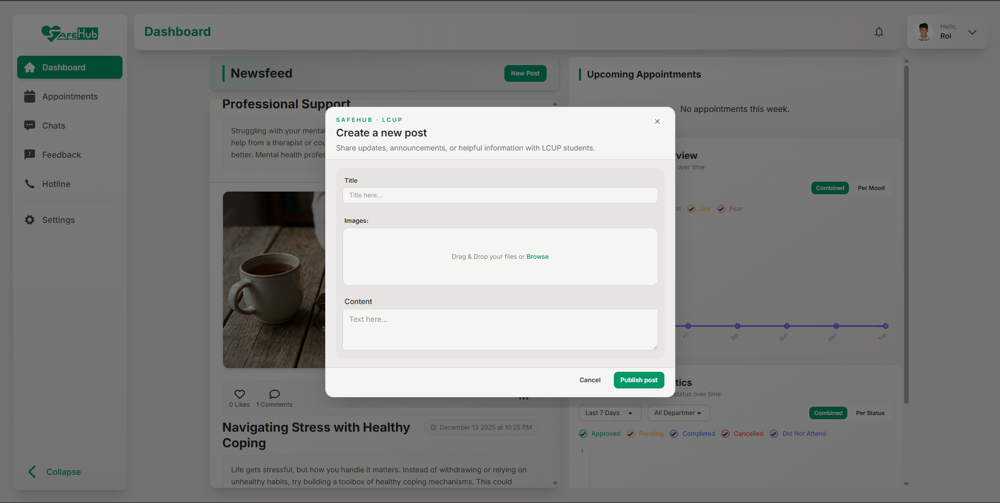 SAFEHUB
Dashboard
Appointments
Chats
Feedback
Hotline
Settings
Collapse
Dashboard
Hello,
Roi
Newsfeed
New Post
Professional Support
Struggling with your mental
help from a therapist or cou
better. Mental health profes
0 Likes
1 Comments
Navigating Stress with Healthy
Coping
December 13 2025 at 10:25 PM
Life gets stressful, but how you handle it matters. Instead of withdrawing or relying on
unhealthy habits, try building a toolbox of healthy coping mechanisms. This could
SAFEHUB · LCUP
Create a new post
Share updates, announcements, or helpful information with LCUP students.
Title
Title here...
Images:
Drag & Drop your files or Browse
Content
Text here...
Cancel
Publish post
Upcoming Appointments
No appointments this week.
rview
over time
Combined
Per Mood
st
Joy
Fear
Fri
Sat
Sun
Mon
Tue
tics
status over time
Last 7 Days
All Departmer
Combined
Per Status
Approved
Pending
Completed
Cancelled
Did Not Attend
1